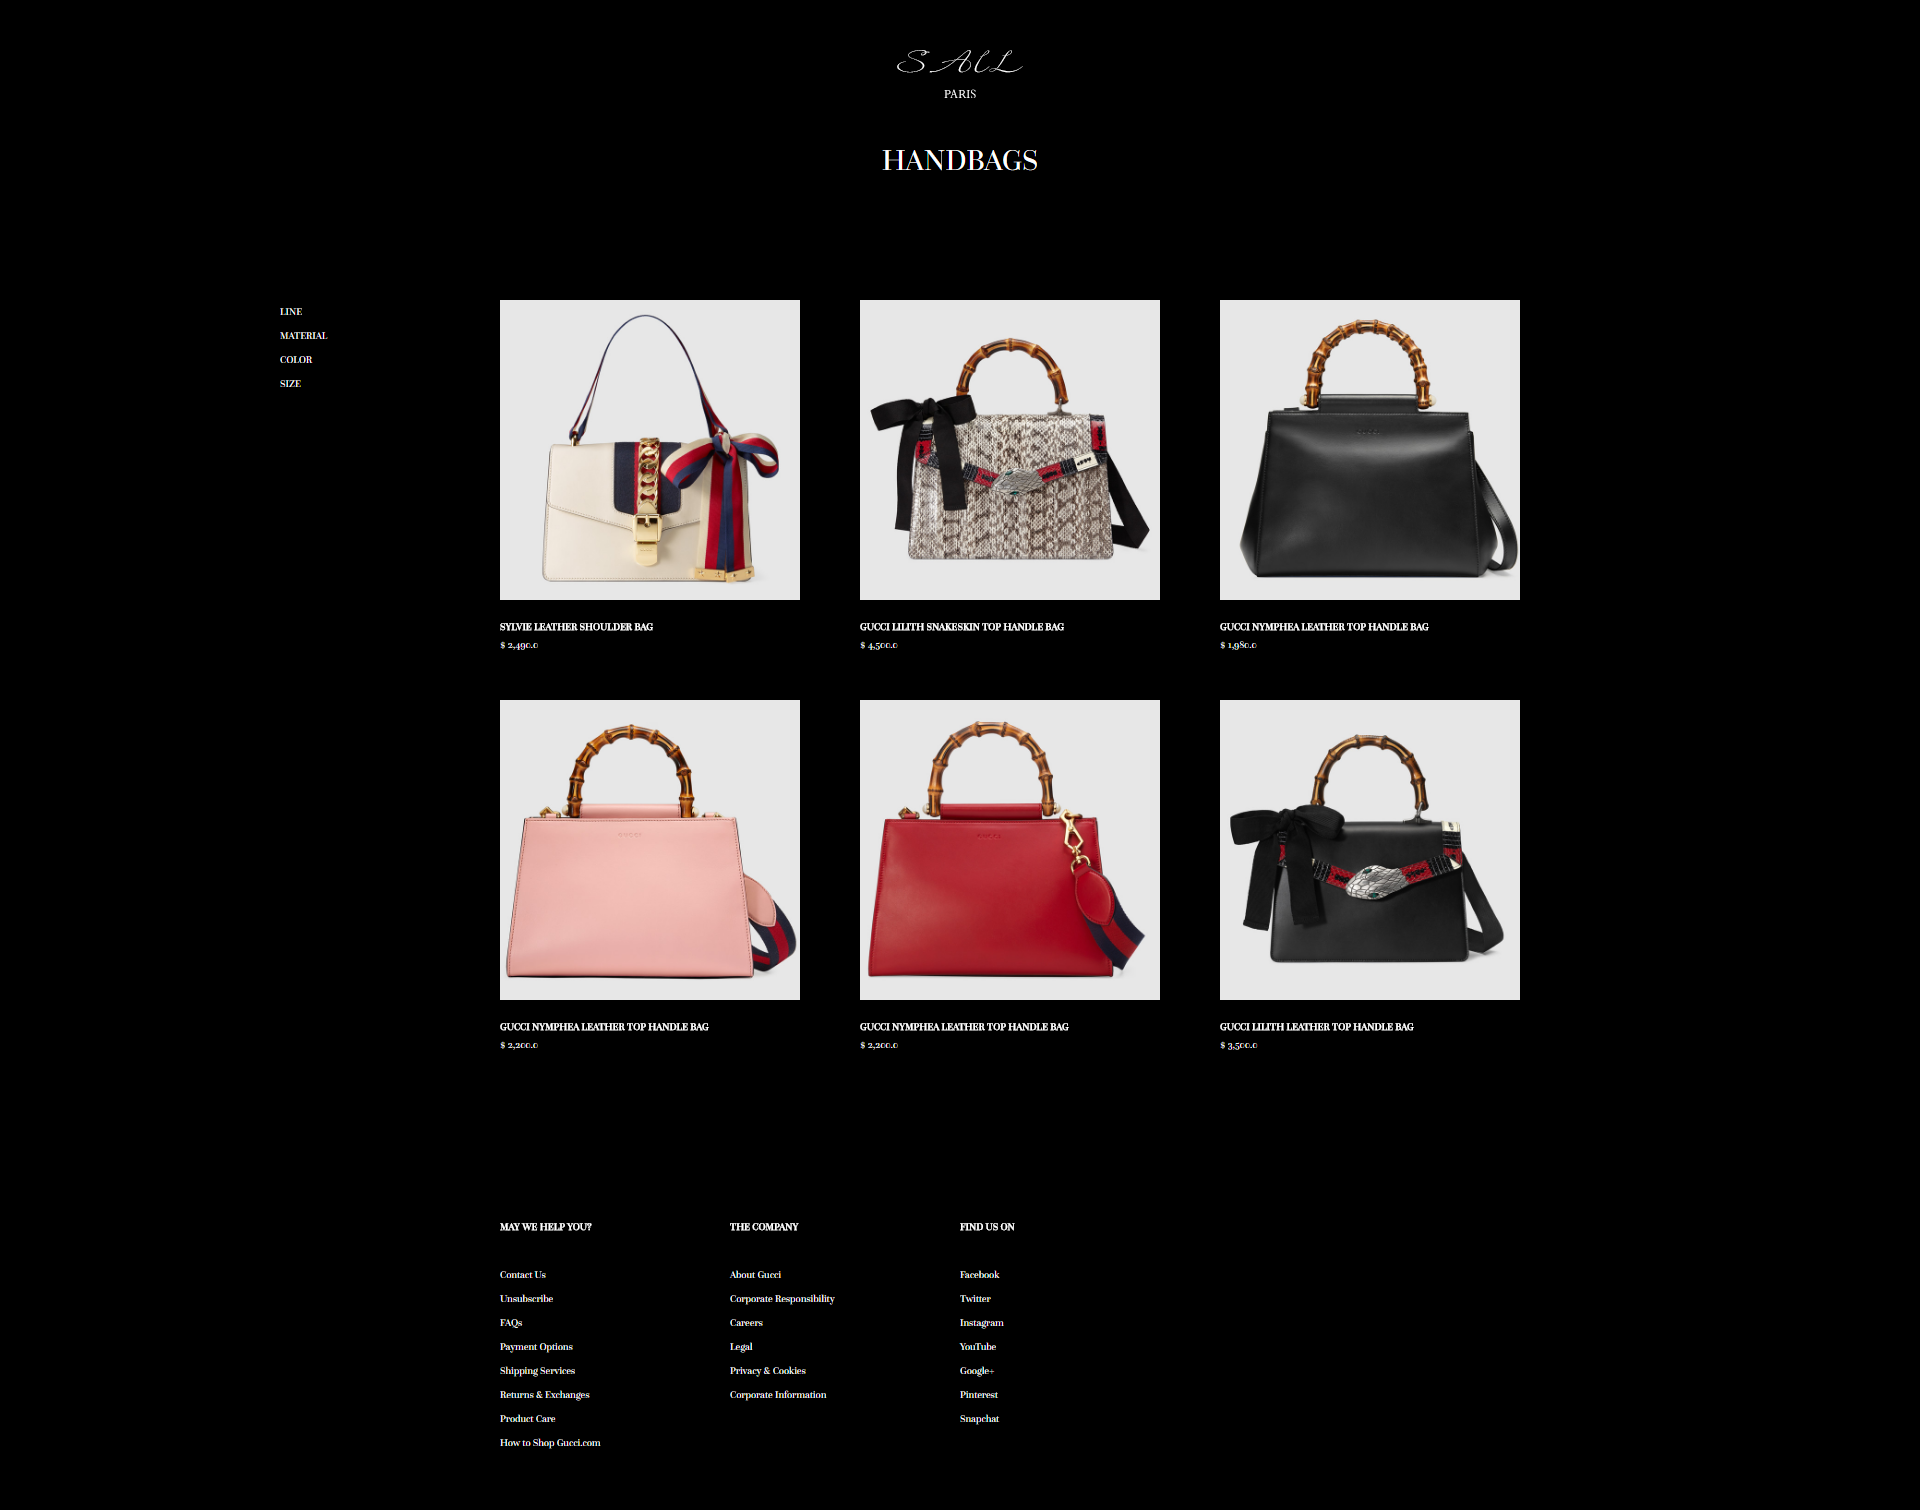 SAll
PARIS
HANDBAGS
LINE
MATERIAL
COLOR
SIZE
SYLVIE LEATHER SHOULDER BAG
$ 2,490.0
GUCCI LILITH SNAKESKIN TOP HANDLE BAG
$ 4,500.0
GUCCI NYMPHEA LEATHER TOP HANDLE BAG
$ 1,980.0
GUCCI
GUCCI NYMPHEA LEATHER TOP HANDLE BAG
$ 2,200.0
GUCCI NYMPHEA LEATHER TOP HANDLE BAG
$ 2,200.0
GUCCI LILITH LEATHER TOP HANDLE BAG
$ 3,500.0
MAY WE HELP YOU?
Contact Us
Unsubscribe
FAQs
Payment Options
Shipping Services
Returns & Exchanges
Product Care
How to Shop Gucci.com
THE COMPANY
About Gucci
Corporate Responsibility
Careers
Legal
Privacy & Cookies
Corporate Information
FIND US ON
Facebook
Twitter
Instagram
YouTube
Google+
Pinterest
Snapchat